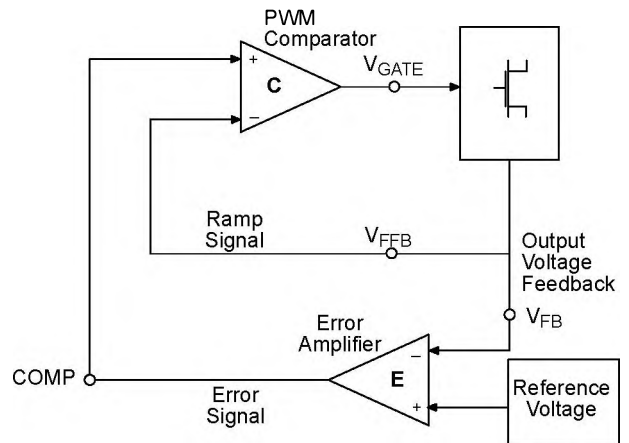 PWM
Comparator
+
C
−
VGATE
Ramp
Signal
VFFB
Output
Voltage
Feedback
VFB
Error
Amplifier
−
E
+
COMP
Error
Signal
Reference
Voltage